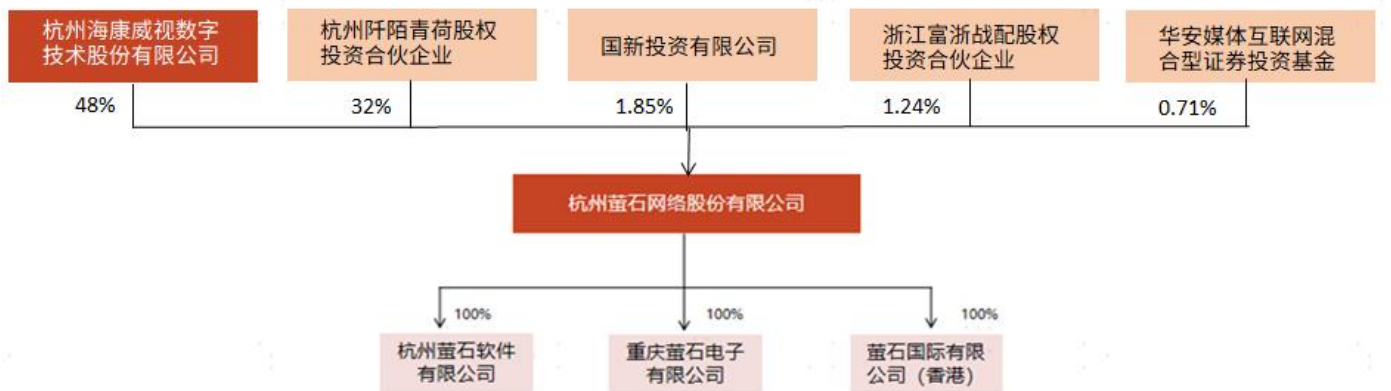 杭州海康威视数字
技术股份有限公司
杭州阡陌青荷股权
投资合伙企业
国新投资有限公司
浙江富浙战配股权
投资合伙企业
华安媒体互联网混
合型证券投资基金
48%
32%
1.85%
1.24%
0.71%
杭州萤石网络股份有限公司
100%
100%
100%
杭州萤石软件
有限公司
重庆萤石电子
有限公司
萤石国际有限
公司（香港）